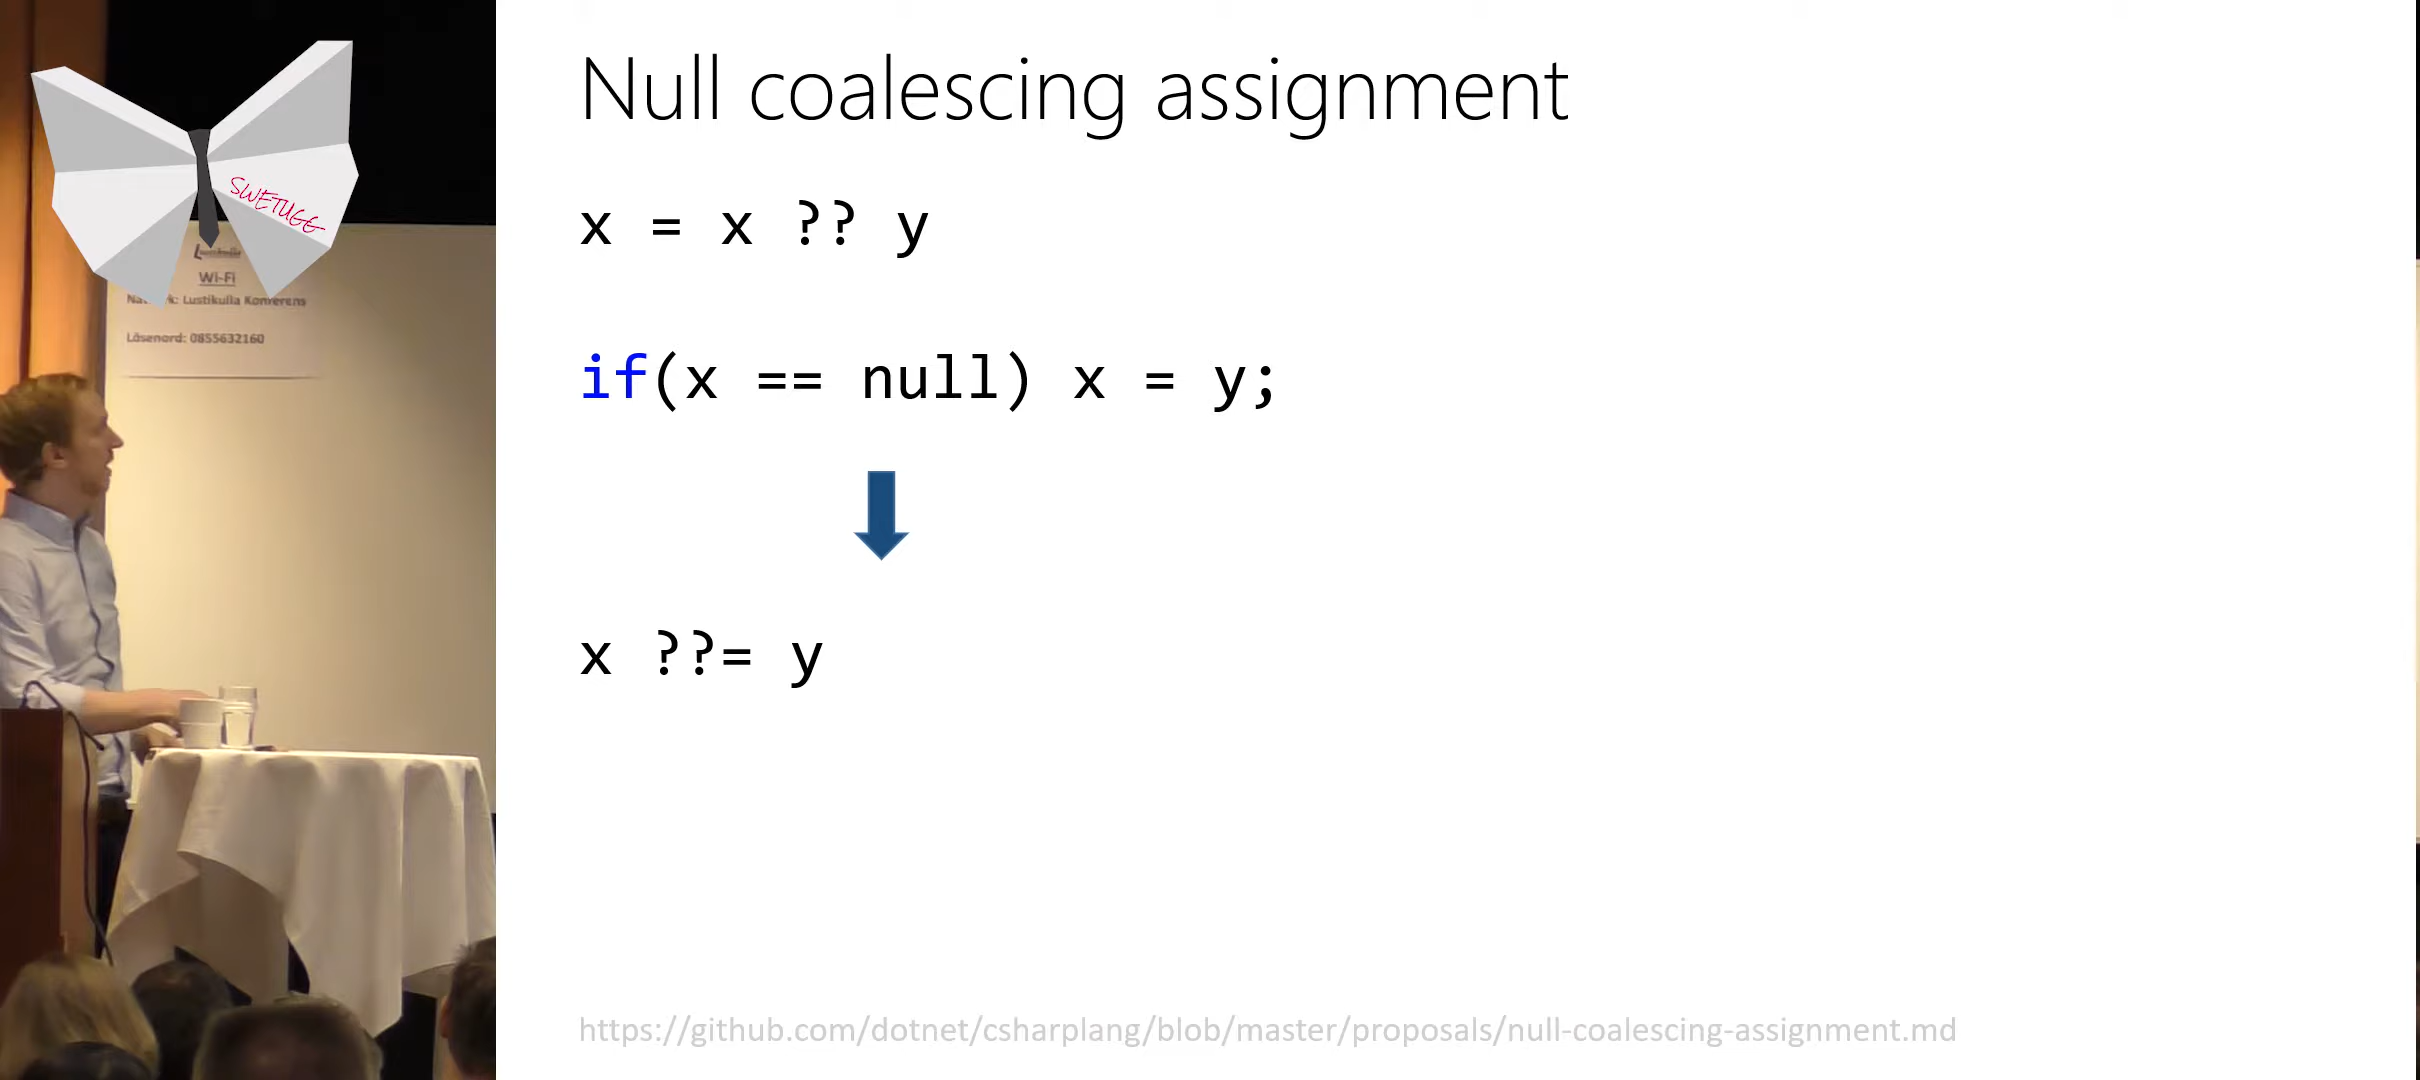 SWETUGG
Wi-Fi
Lustikulla Konferens
Lösenord: 0855632160
Null coalescing assignment
x = x ?? y
if(x == null) x = y;
x ??= y
https://github.com/dotnet/csharplang/blob/master/proposals/null-coalescing-assignment.md